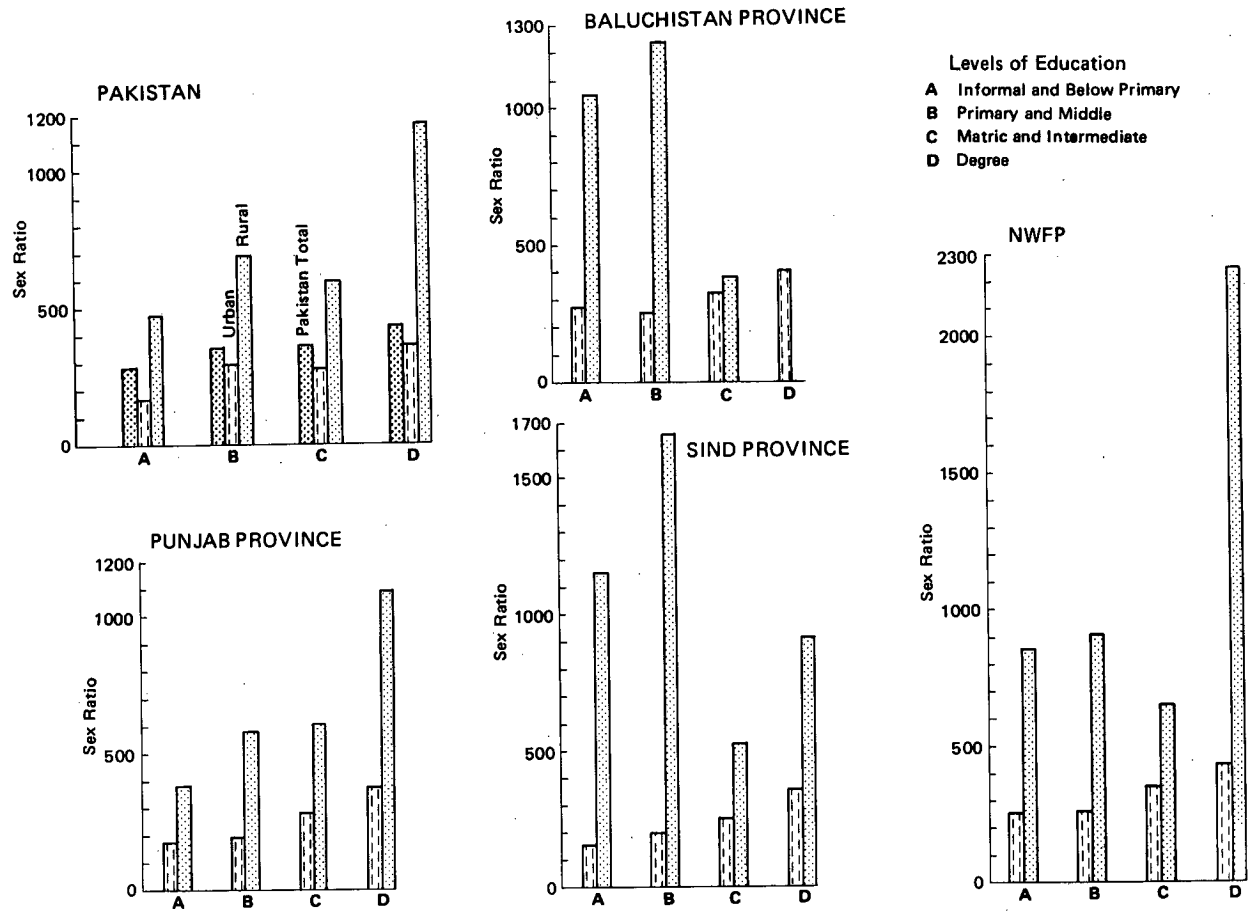 PAKISTAN
1200
1000
500
0
Sex Ratio
Urban
Rural
Pakistan Total
A
B
C
D
BALUCHISTAN PROVINCE
1300
1000
500
0
Sex Ratio
A
B
C
D
Levels of Education
A Informal and Below Primary
B Primary and Middle
C Matric and Intermediate
D Degree
PUNJAB PROVINCE
1200
1000
500
0
Sex Ratio
A
B
C
D
SIND PROVINCE
1700
1500
1000
500
0
Sex Ratio
A
B
C
D
NWFP
2300
2000
1500
1000
500
0
Sex Ratio
A
B
C
D